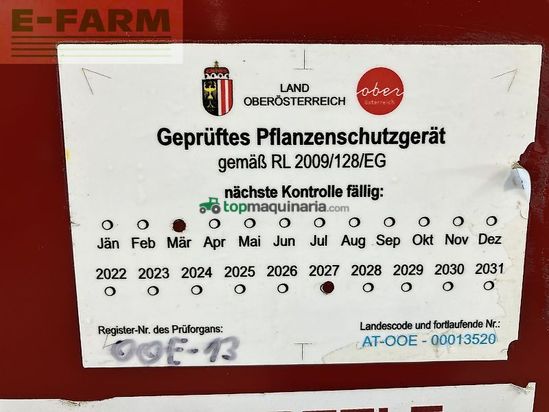 E-FARM
LAND
OBERÖSTERREICH
ober
österreich
Geprüftes Pflanzenschutzgerät
gemäß RL 2009/128/EG
nächste Kontrolle fällig:
topmaquinaria.com
Jän Feb Mär Apr Mai Jun Jul Aug Sep Okt Nov Dez
2022 2023 2024 2025 2026 2027 2028 2029 2030 2031
Register-Nr. des Prüforgans:
OOE-13
Landescode und fortlaufende Nr.:
AT-OOE - 00013520